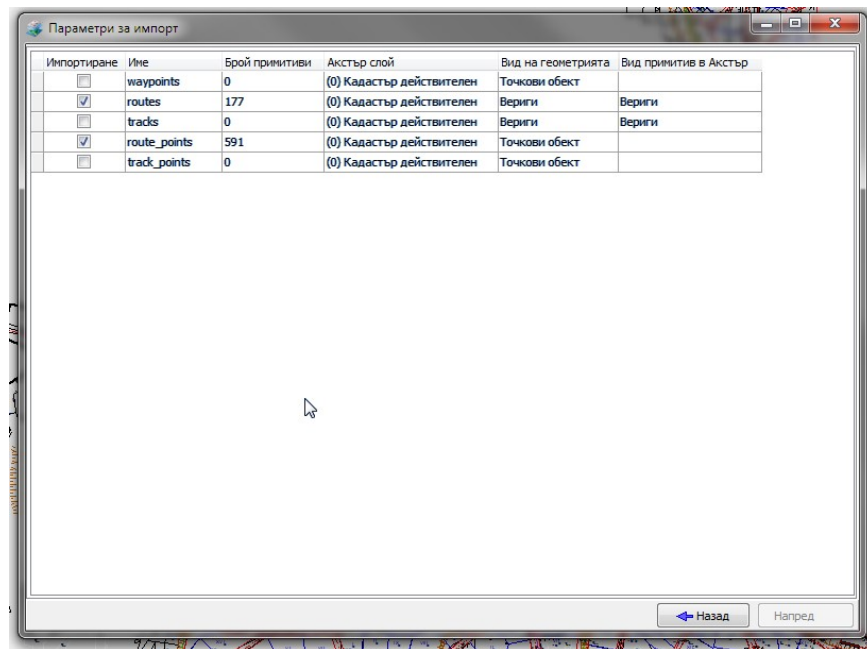 Параметри за импорт
Импортиране Име Брой примитиви Акстър слой Вид на геометрията Вид примитив в Акстър
waypoints 0 (0) Кадастър действителен Точкови обект
routes 177 (0) Кадастър действителен Вериги Вериги
tracks 0 (0) Кадастър действителен Вериги Вериги
route_points 591 (0) Кадастър действителен Точкови обект
track_points 0 (0) Кадастър действителен Точкови обект
Назад Напред